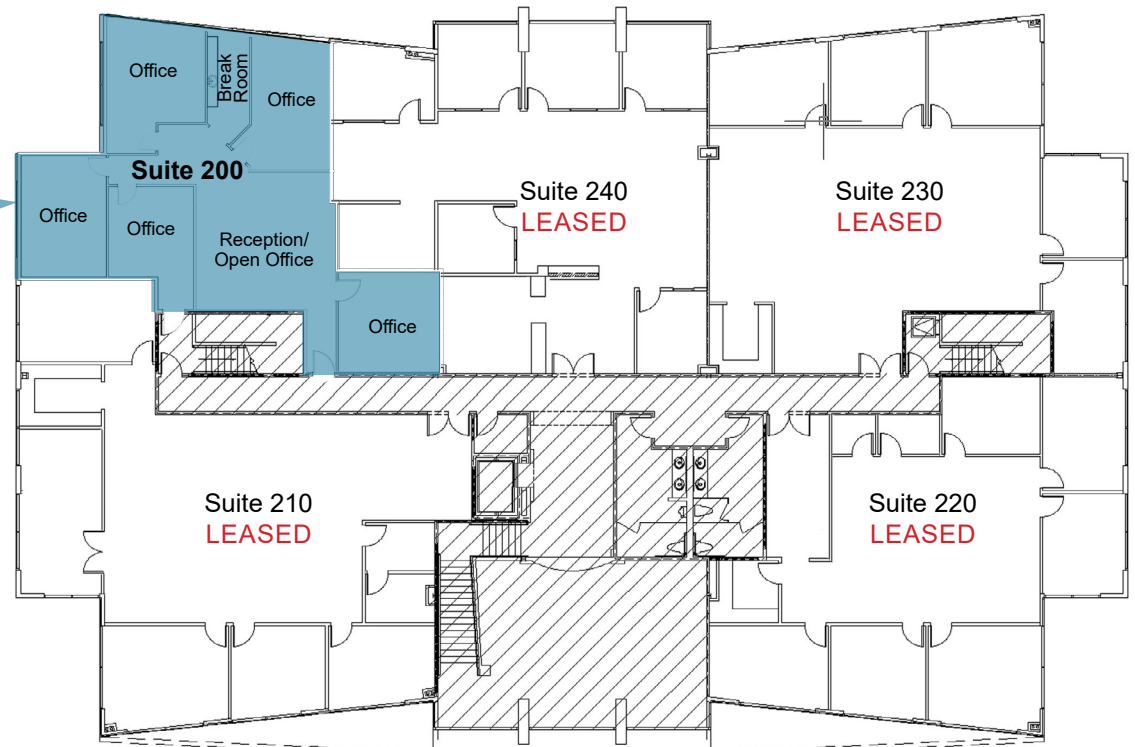 Office
Break
Room
Office
Suite 200
Office
Office
Reception/
Open Office
Office
Suite 240
LEASED
Suite 230
LEASED
Suite 210
LEASED
Suite 220
LEASED